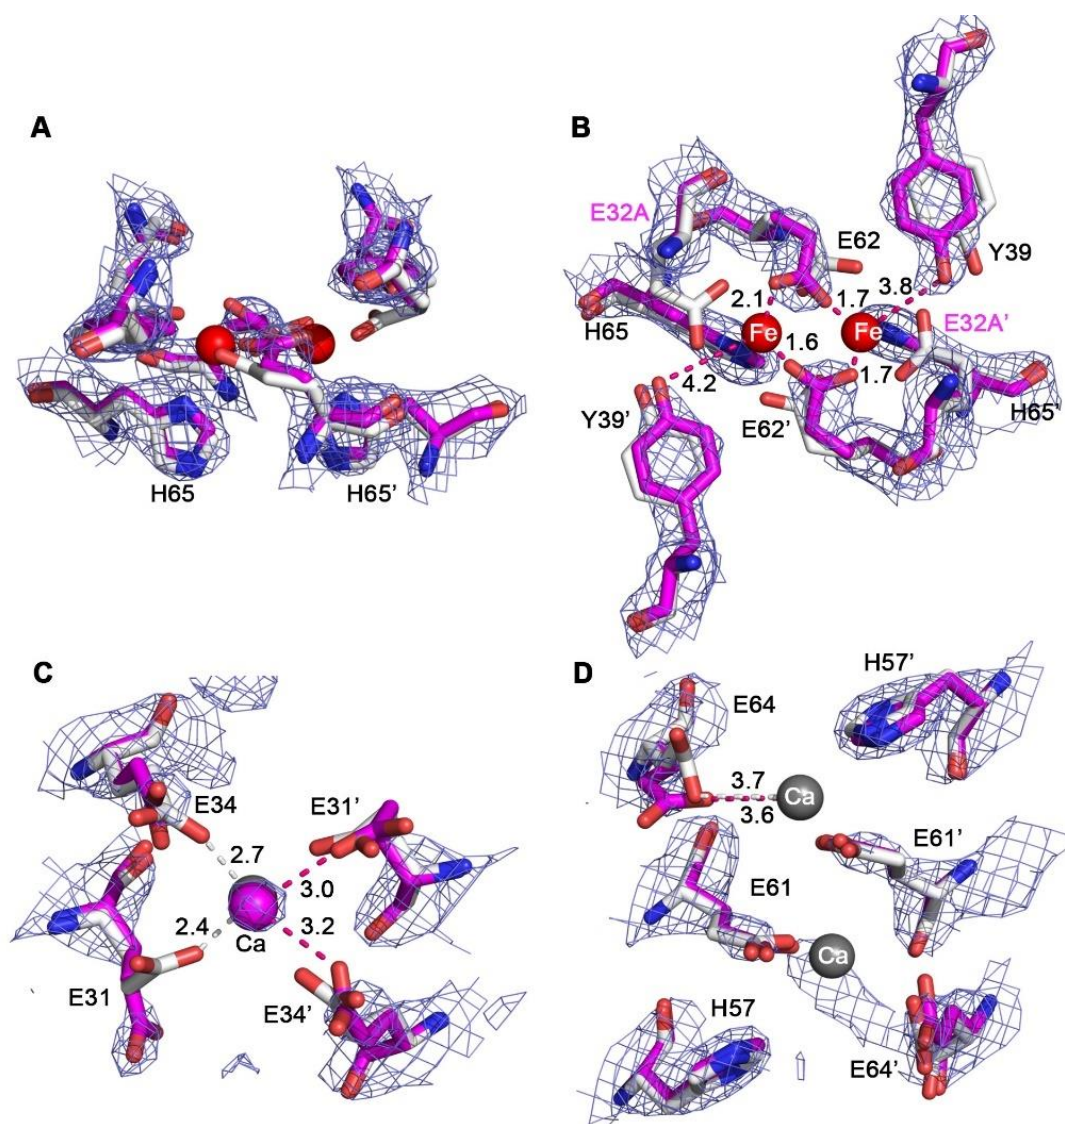 A
H65
H65’
B
E32A
E62
Y39
2.1
1.7
3.8
H65
Fe
Fe
E32A’
1.6
1.7
4.2
Y39’
E62’
H65’
C
E34
E31’
2.7
3.0
2.4
3.2
Ca
E31
E34’
D
H57’
E64
3.7
Ca
3.6
E61’
E61
Ca
H57
E64’